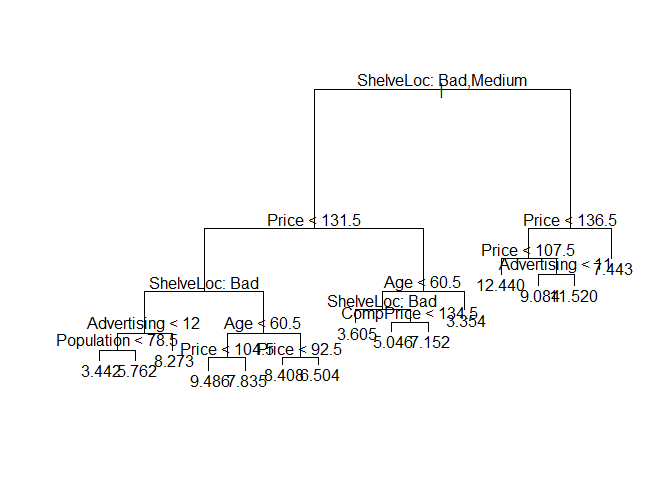 ShelveLoc: Bad,Medium
Price < 131.5
Price < 136.5
Price < 107.5
Advertising < 11
7.443
12.440
9.084
11.520
ShelveLoc: Bad
Age < 60.5
ShelveLoc: Bad
CompPrice < 134.5
3.354
3.605
5.046
7.152
Advertising < 12
Age < 60.5
Population < 78.5
8.273
Price < 104.5
Price < 92.5
3.442
5.762
9.486
7.835
8.408
6.504